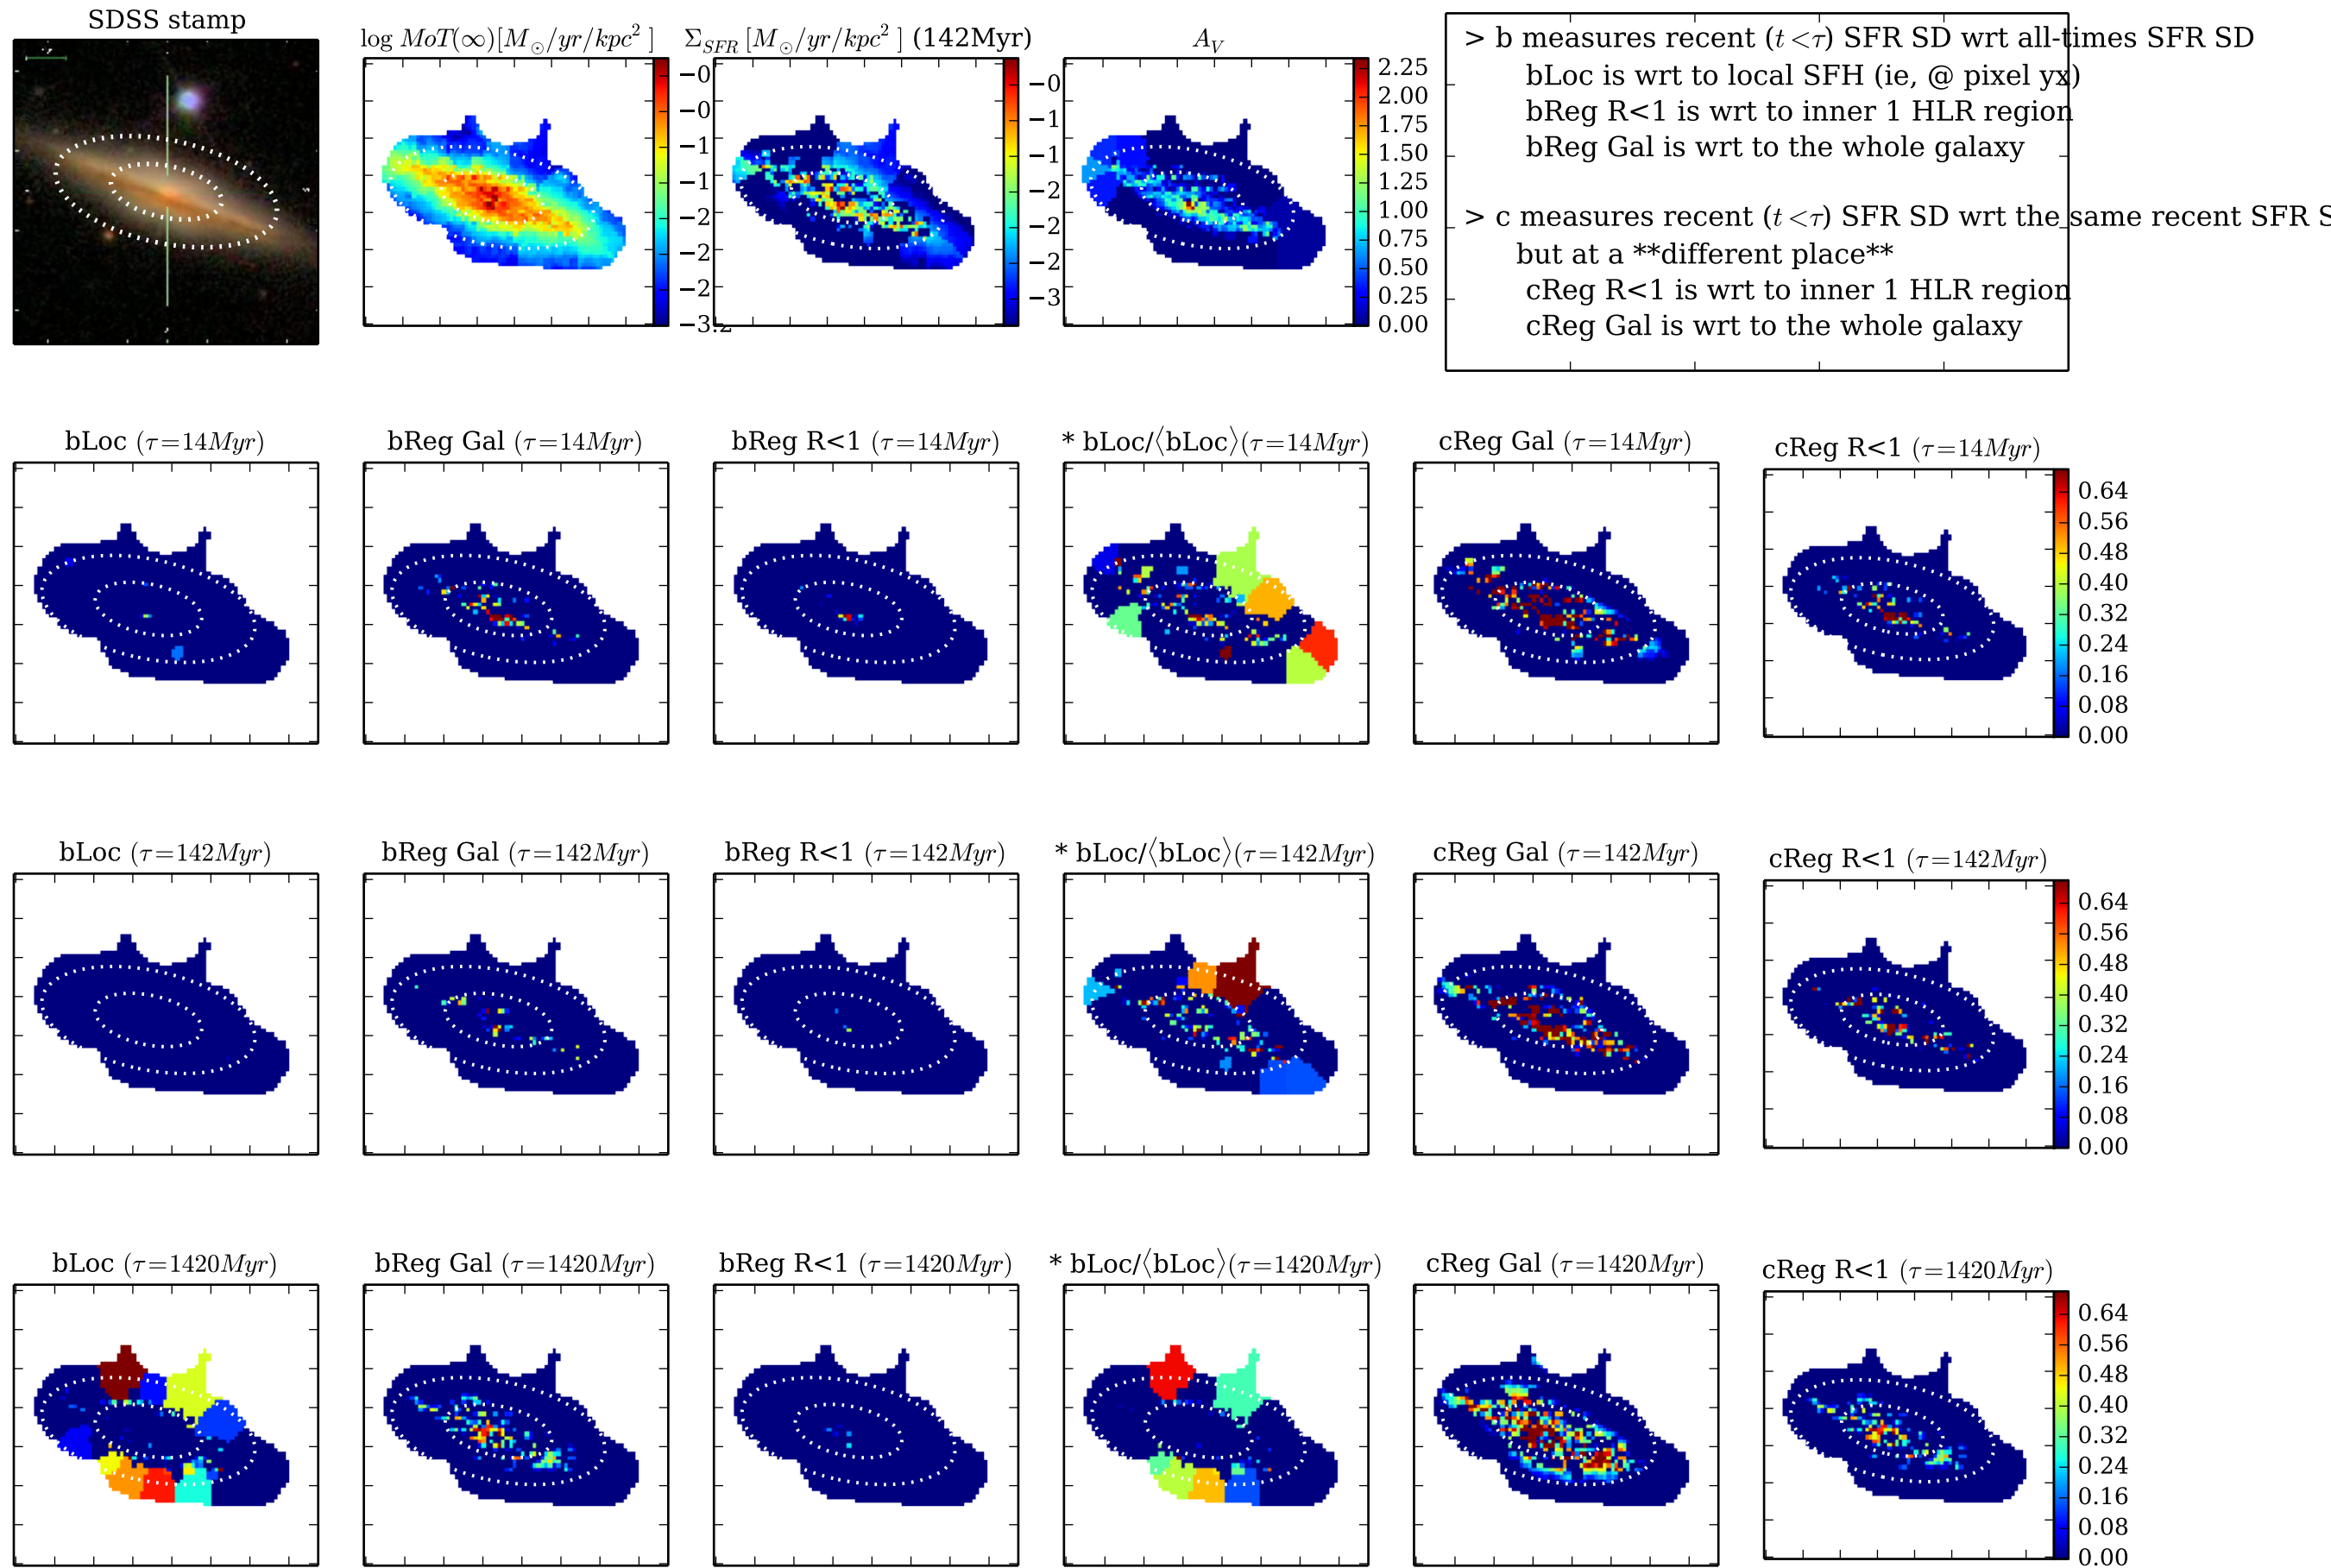 SDSS stamp
log MoT(∞)[M⊙/yr/kpc² ]
Σ_SFR [M⊙/yr/kpc² ] (142Myr)
A_V
−0
−0
−1
−1
−2
−2
−2
−3.2
−0
−1
−1
−2
−2
−2
−3
2.25
2.00
1.75
1.50
1.25
1.00
0.75
0.50
0.25
0.00
> b measures recent (t<τ) SFR SD wrt all-times SFR SD
bLoc is wrt to local SFH (ie, @ pixel yx)
bReg R<1 is wrt to inner 1 HLR region
bReg Gal is wrt to the whole galaxy
> c measures recent (t<τ) SFR SD wrt the same recent SFR S
but at a **different place**
cReg R<1 is wrt to inner 1 HLR region
cReg Gal is wrt to the whole galaxy
bLoc (τ=14Myr)
bReg Gal (τ=14Myr)
bReg R<1 (τ=14Myr)
* bLoc/⟨bLoc⟩(τ=14Myr)
cReg Gal (τ=14Myr)
cReg R<1 (τ=14Myr)
0.64
0.56
0.48
0.40
0.32
0.24
0.16
0.08
0.00
bLoc (τ=142Myr)
bReg Gal (τ=142Myr)
bReg R<1 (τ=142Myr)
* bLoc/⟨bLoc⟩(τ=142Myr)
cReg Gal (τ=142Myr)
cReg R<1 (τ=142Myr)
0.64
0.56
0.48
0.40
0.32
0.24
0.16
0.08
0.00
bLoc (τ=1420Myr)
bReg Gal (τ=1420Myr)
bReg R<1 (τ=1420Myr)
* bLoc/⟨bLoc⟩(τ=1420Myr)
cReg Gal (τ=1420Myr)
cReg R<1 (τ=1420Myr)
0.64
0.56
0.48
0.40
0.32
0.24
0.16
0.08
0.00